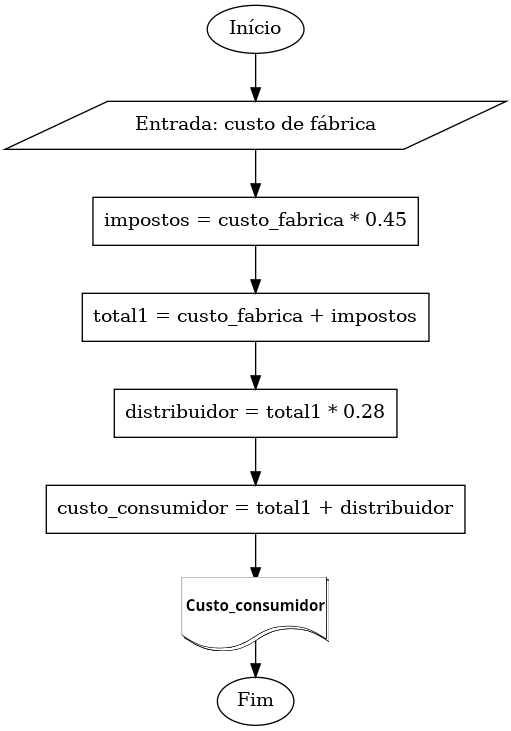 Início
Entrada: custo de fábrica
impostos = custo_fabrica * 0.45
total1 = custo_fabrica + impostos
distribuidor = total1 * 0.28
custo_consumidor = total1 + distribuidor
Custo_consumidor
Fim